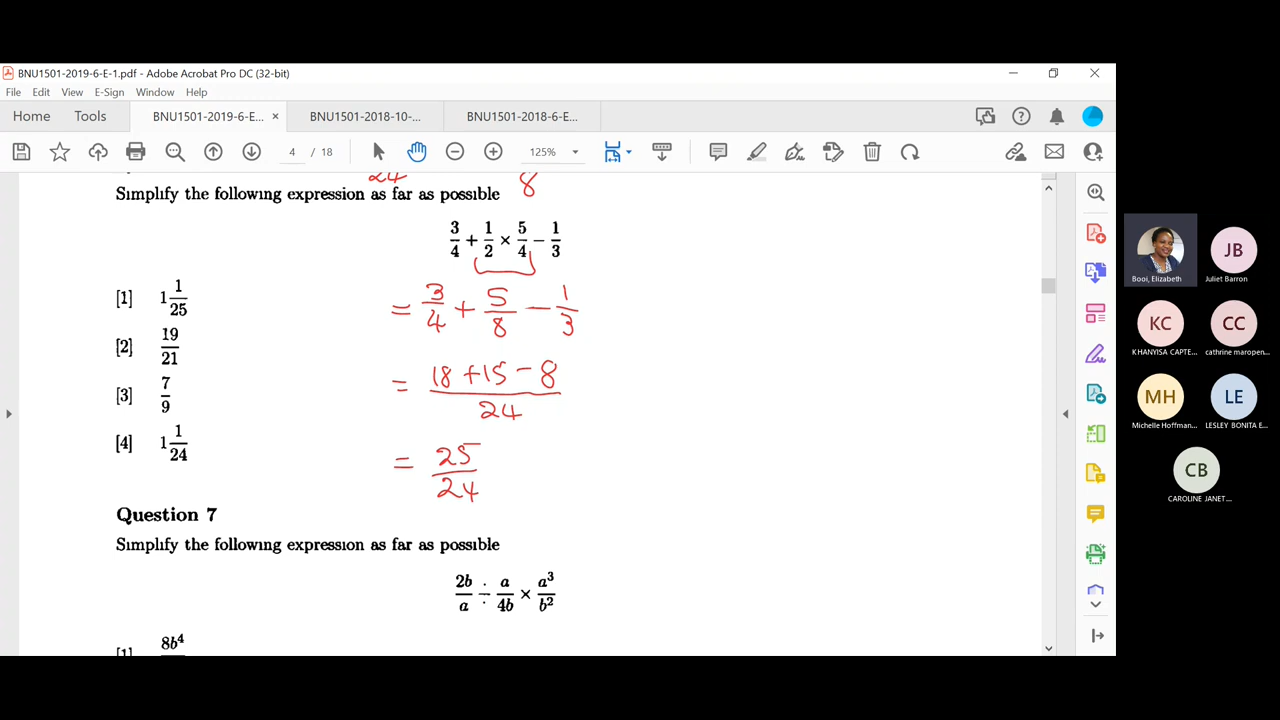 BNU1501-2019-6-E-1.pdf - Adobe Acrobat Pro DC (32-bit)
File Edit View E-Sign Window Help
Home Tools BNU1501-2019-6-E... × BNU1501-2018-10-... BNU1501-2018-6-E...
4 / 18 125%
24 8
Simplify the following expression as far as possible
3/4 + 1/2 × 5/4 − 1/3
= 3/4 + 5/8 − 1/3
= (18 + 15 − 8)/24
= 25/24
[1] 1 1/25
[2] 19/21
[3] 7/9
[4] 1 1/24
Question 7
Simplify the following expression as far as possible
2b/a ÷ a/4b × a³/b²
[1] 8b⁴
Booi, Elizabeth
JB
Juliet Barron
KC
KHANYISA CAPTE...
CC
cathrine maropen...
MH
Michelle Hoffman...
LE
LESLEY BONITA E...
CB
CAROLINE JANET...